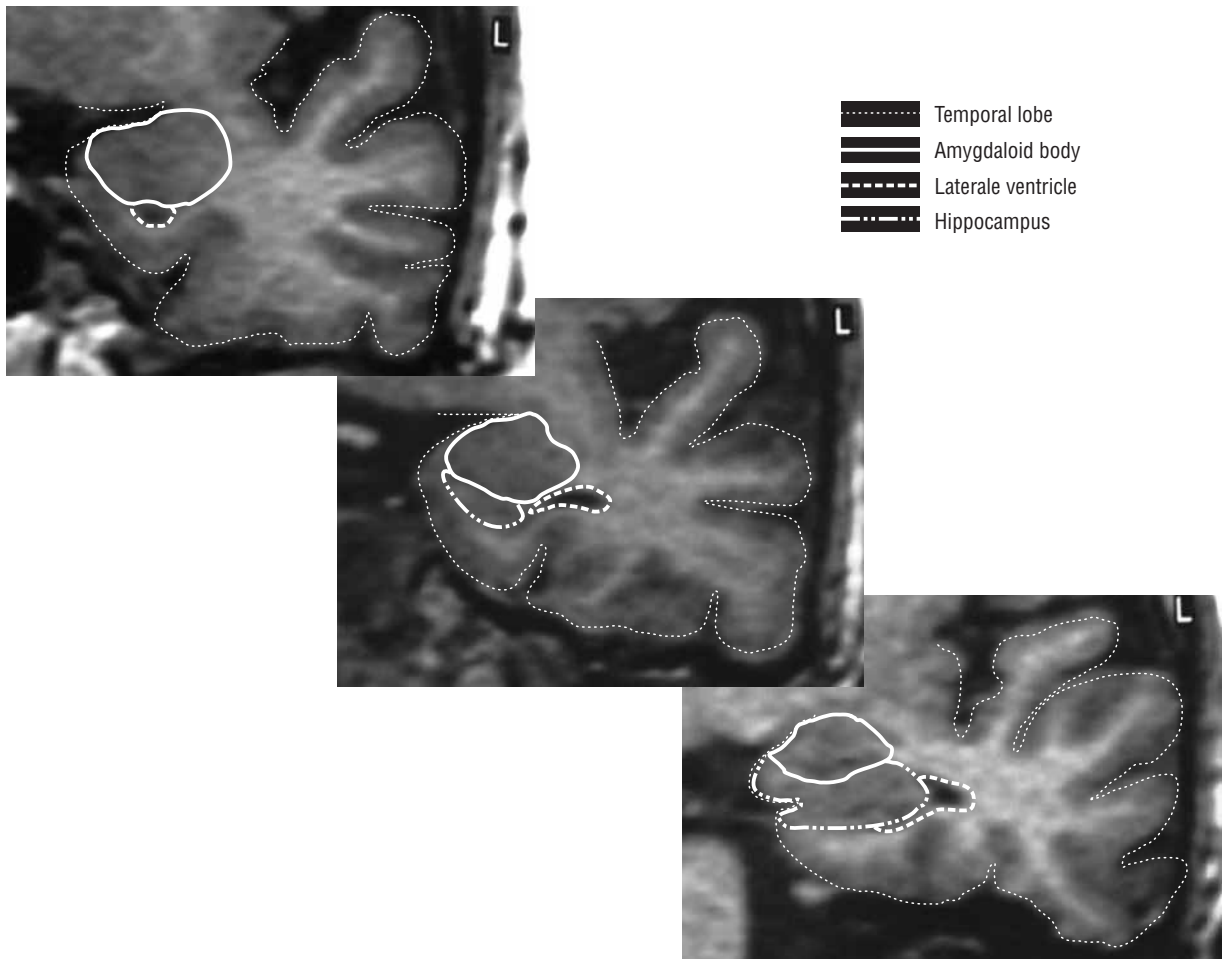 L
Temporal lobe
Amygdaloid body
Laterale ventricle
Hippocampus
L
L